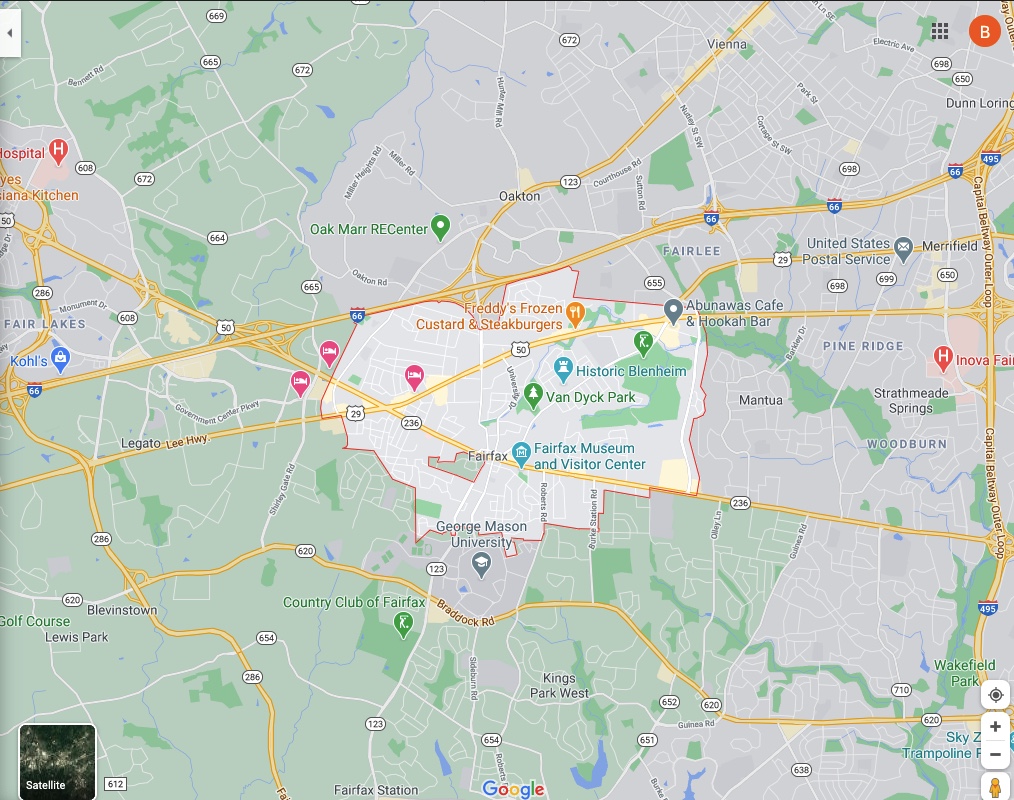 669
672
Vienna
B
Electric Ave
665
698
672
650
Bennett Rd
Hunter Mill Rd
Park St
Dunn Loring
Nutley St SW
Cottage St SW
Hospital
H
608
672
Miller Heights Rd
Miller Rd
Courthouse Rd
123
698
66
495
Sutton Rd
Oakton
siana Kitchen
50
66
66
Oak Marr RECenter
664
FAIRLEE
United States
Postal Service
Merrifield
29
Capital Beltway Outer Loop
Oakton Rd
665
655
699
650
698
286
Monument Dr
608
66
Freddy's Frozen
Custard & Steakburgers
Abunawas Cafe
& Hookah Bar
FAIR LAKES
50
Kohl's
50
University Dr
Barkley Dr
PINE RIDGE
H
Inova Fair
Historic Blenheim
66
Van Dyck Park
Mantua
Strathmeade
Springs
Government Center Pkwy
29
236
Legato
Lee Hwy.
Fairfax
Fairfax Museum
and Visitor Center
WOODBURN
Capital Beltway Outer Loop
Shirley Gate Rd
Roberts Rd
Burke Station Rd
236
Olley Ln
Guinea Rd
George Mason
University
286
620
123
620
Blevinstown
Country Club of Fairfax
Braddock Rd
495
Golf Course
Lewis Park
654
Sideburn Rd
286
Kings
Park West
Wakefield
Park
710
652
620
620
Guinea Rd
123
654
651
Sky Z
Trampoline P
638
Satellite
612
Fairfax Station
Google
Roberts